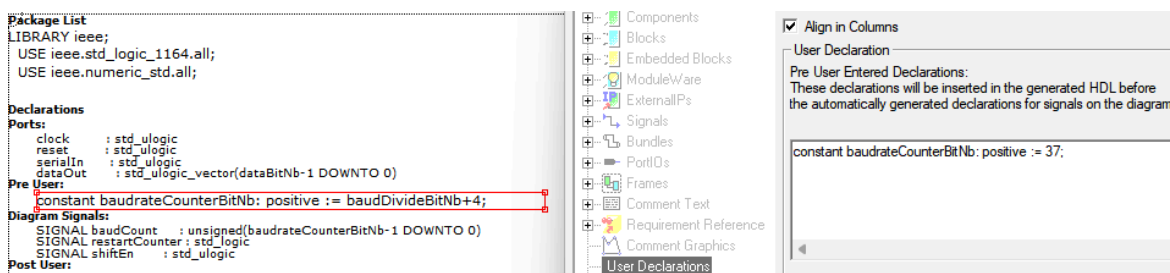 Package List
LIBRARY ieee;
USE ieee.std_logic_1164.all;
USE ieee.numeric_std.all;
Declarations
Ports:
clock : std_ulogic
reset : std_ulogic
serialIn : std_ulogic
dataOut : std_ulogic_vector(dataBitNb-1 DOWNTO 0)
Pre User:
constant baudrateCounterBitNb: positive := baudDivideBitNb+4;
Diagram Signals:
SIGNAL baudCount : unsigned(baudrateCounterBitNb-1 DOWNTO 0)
SIGNAL restartCounter : std_logic
SIGNAL shiftEn : std_ulogic
Post User:
Components
Blocks
Embedded Blocks
ModuleWare
ExternalIPs
Signals
Bundles
PortIOs
Frames
Comment Text
Requirement Reference
Comment Graphics
User Declarations
Align in Columns
User Declaration
Pre User Entered Declarations:
These declarations will be inserted in the generated HDL before
the automatically generated declarations for signals on the diagram
constant baudrateCounterBitNb: positive := 37;